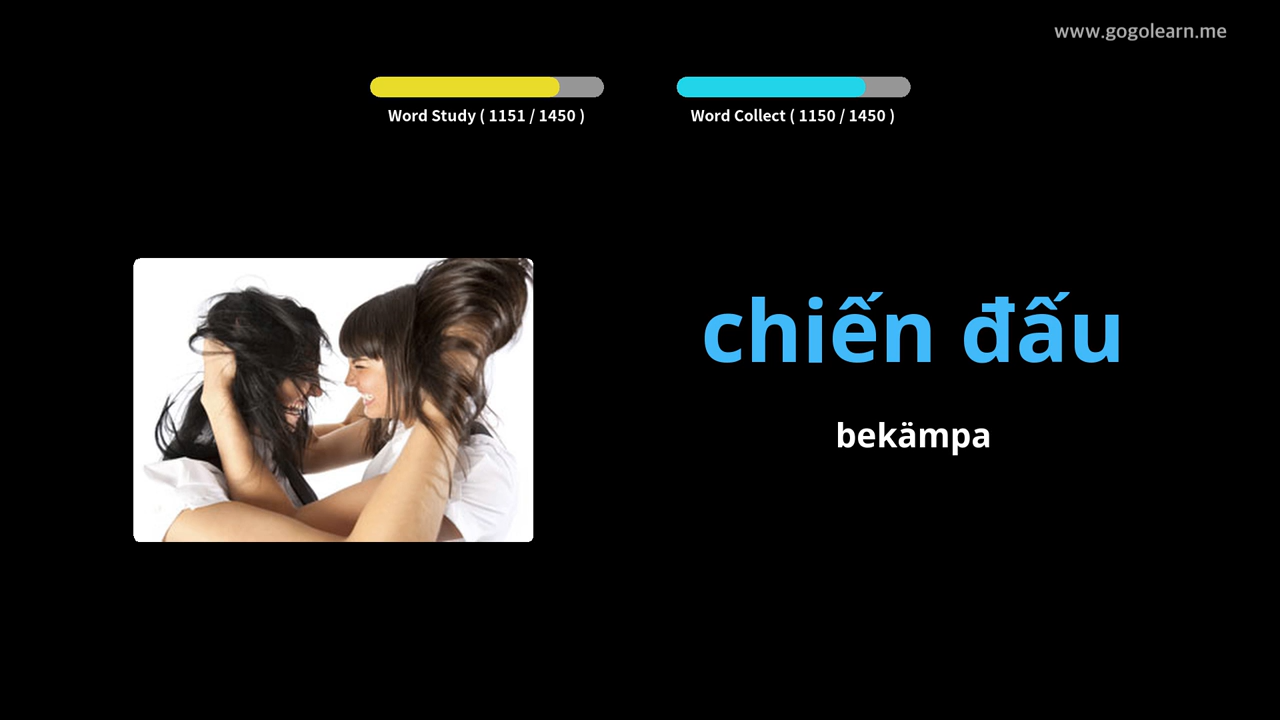 www.gogolearn.me
Word Study ( 1151 / 1450 )
Word Collect ( 1150 / 1450 )
chiến đấu
bekämpa